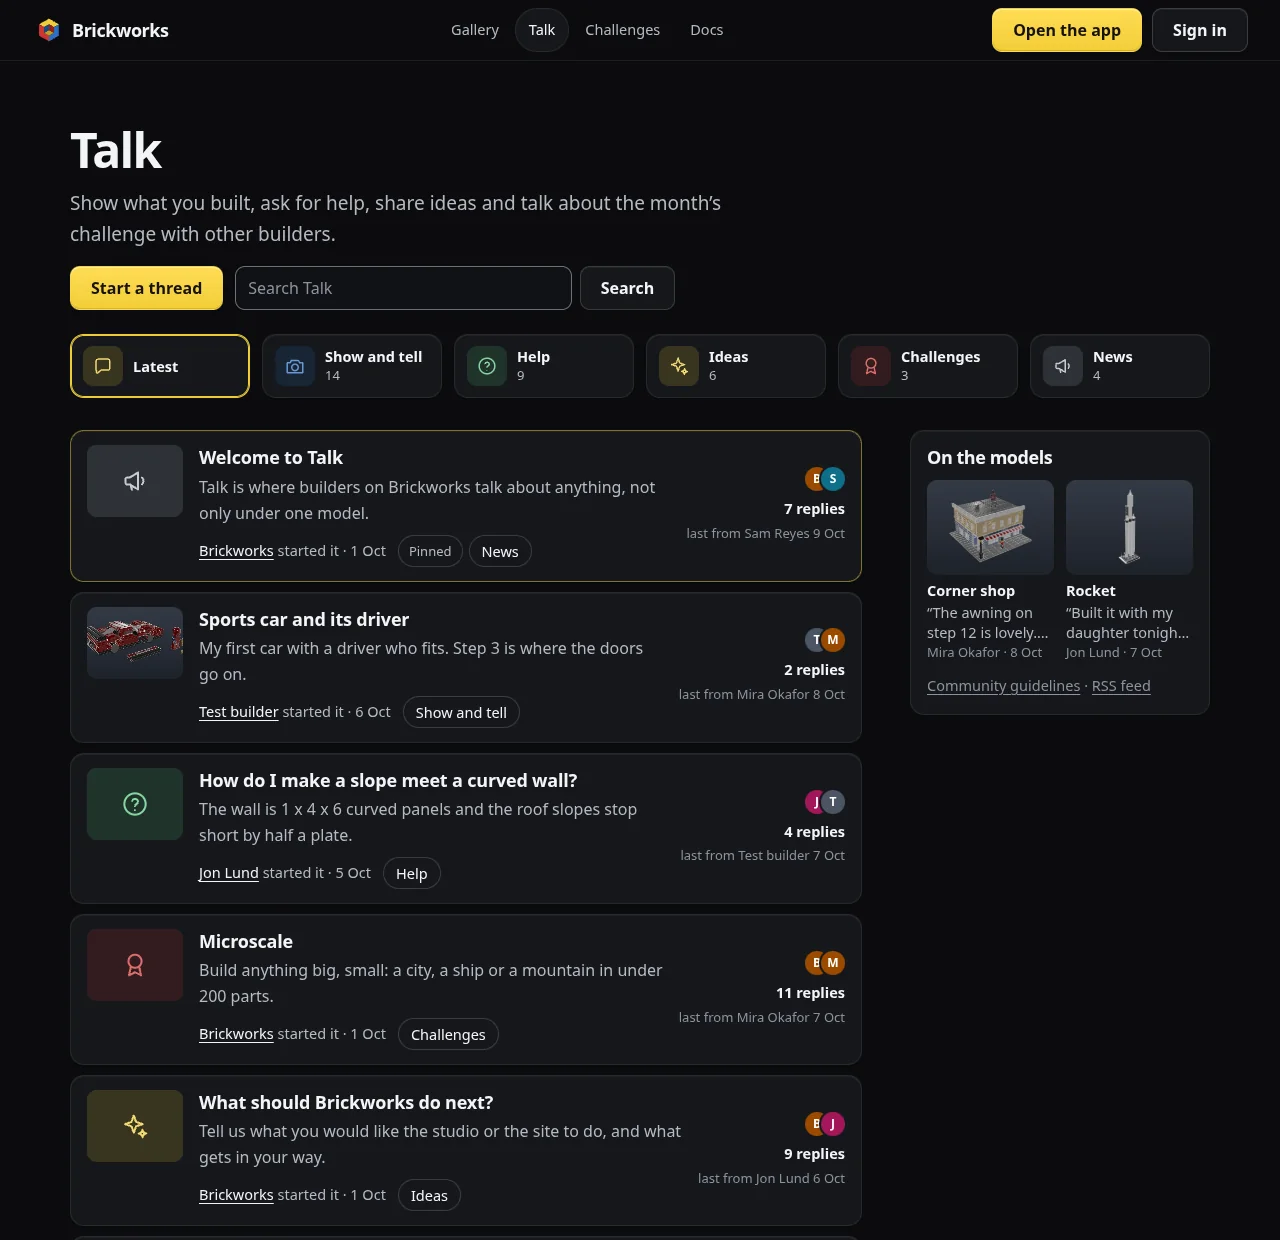 Brickworks
Gallery
Talk
Challenges
Docs
Open the app
Sign in
Talk
Show what you built, ask for help, share ideas and talk about the month’s
challenge with other builders.
Start a thread
Search Talk
Search
Latest
Show and tell
14
Help
9
Ideas
6
Challenges
3
News
4
Welcome to Talk
Talk is where builders on Brickworks talk about anything, not
only under one model.
Brickworks started it · 1 Oct
Pinned
News
B S
7 replies
last from Sam Reyes 9 Oct
Sports car and its driver
My first car with a driver who fits. Step 3 is where the doors
go on.
Test builder started it · 6 Oct
Show and tell
T M
2 replies
last from Mira Okafor 8 Oct
How do I make a slope meet a curved wall?
The wall is 1 x 4 x 6 curved panels and the roof slopes stop
short by half a plate.
Jon Lund started it · 5 Oct
Help
J T
4 replies
last from Test builder 7 Oct
Microscale
Build anything big, small: a city, a ship or a mountain in under
200 parts.
Brickworks started it · 1 Oct
Challenges
B M
11 replies
last from Mira Okafor 7 Oct
What should Brickworks do next?
Tell us what you would like the studio or the site to do, and what
gets in your way.
Brickworks started it · 1 Oct
Ideas
B J
9 replies
last from Jon Lund 6 Oct
On the models
Corner shop
“The awning on
step 12 is lovely....
Mira Okafor · 8 Oct
Rocket
“Built it with my
daughter tonigh...
Jon Lund · 7 Oct
Community guidelines · RSS feed